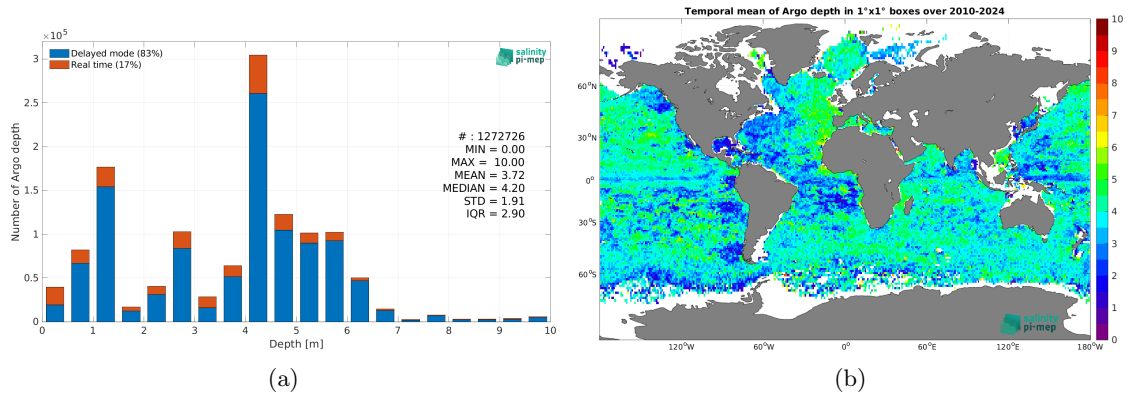 ×10⁵
Delayed mode (83%)
Real time (17%)
salinity
pi-mep
3
2.5
2
1.5
1
0.5
0
Number of Argo depth
# : 1272726
MIN = 0.00
MAX = 10.00
MEAN = 3.72
MEDIAN = 4.20
STD = 1.91
IQR = 2.90
0 1 2 3 4 5 6 7 8 9 10
Depth [m]
(a)
Temporal mean of Argo depth in 1°x1° boxes over 2010-2024
60°N
30°N
0°
30°S
60°S
120°W 60°W 0° 60°E 120°E 180°W
salinity
pi-mep
10
9
8
7
6
5
4
3
2
1
0
(b)